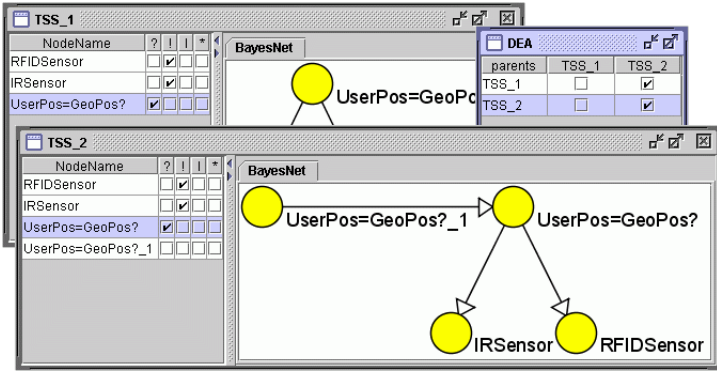 TSS_1
NodeName ? ! I *
RFIDSensor
IRSensor
UserPos=GeoPos?
BayesNet
UserPos=GeoPo
DEA
parents TSS_1 TSS_2
TSS_1
TSS_2
TSS_2
NodeName ? ! I *
RFIDSensor
IRSensor
UserPos=GeoPos?
UserPos=GeoPos?_1
BayesNet
UserPos=GeoPos?_1
UserPos=GeoPos?
IRSensor
RFIDSensor